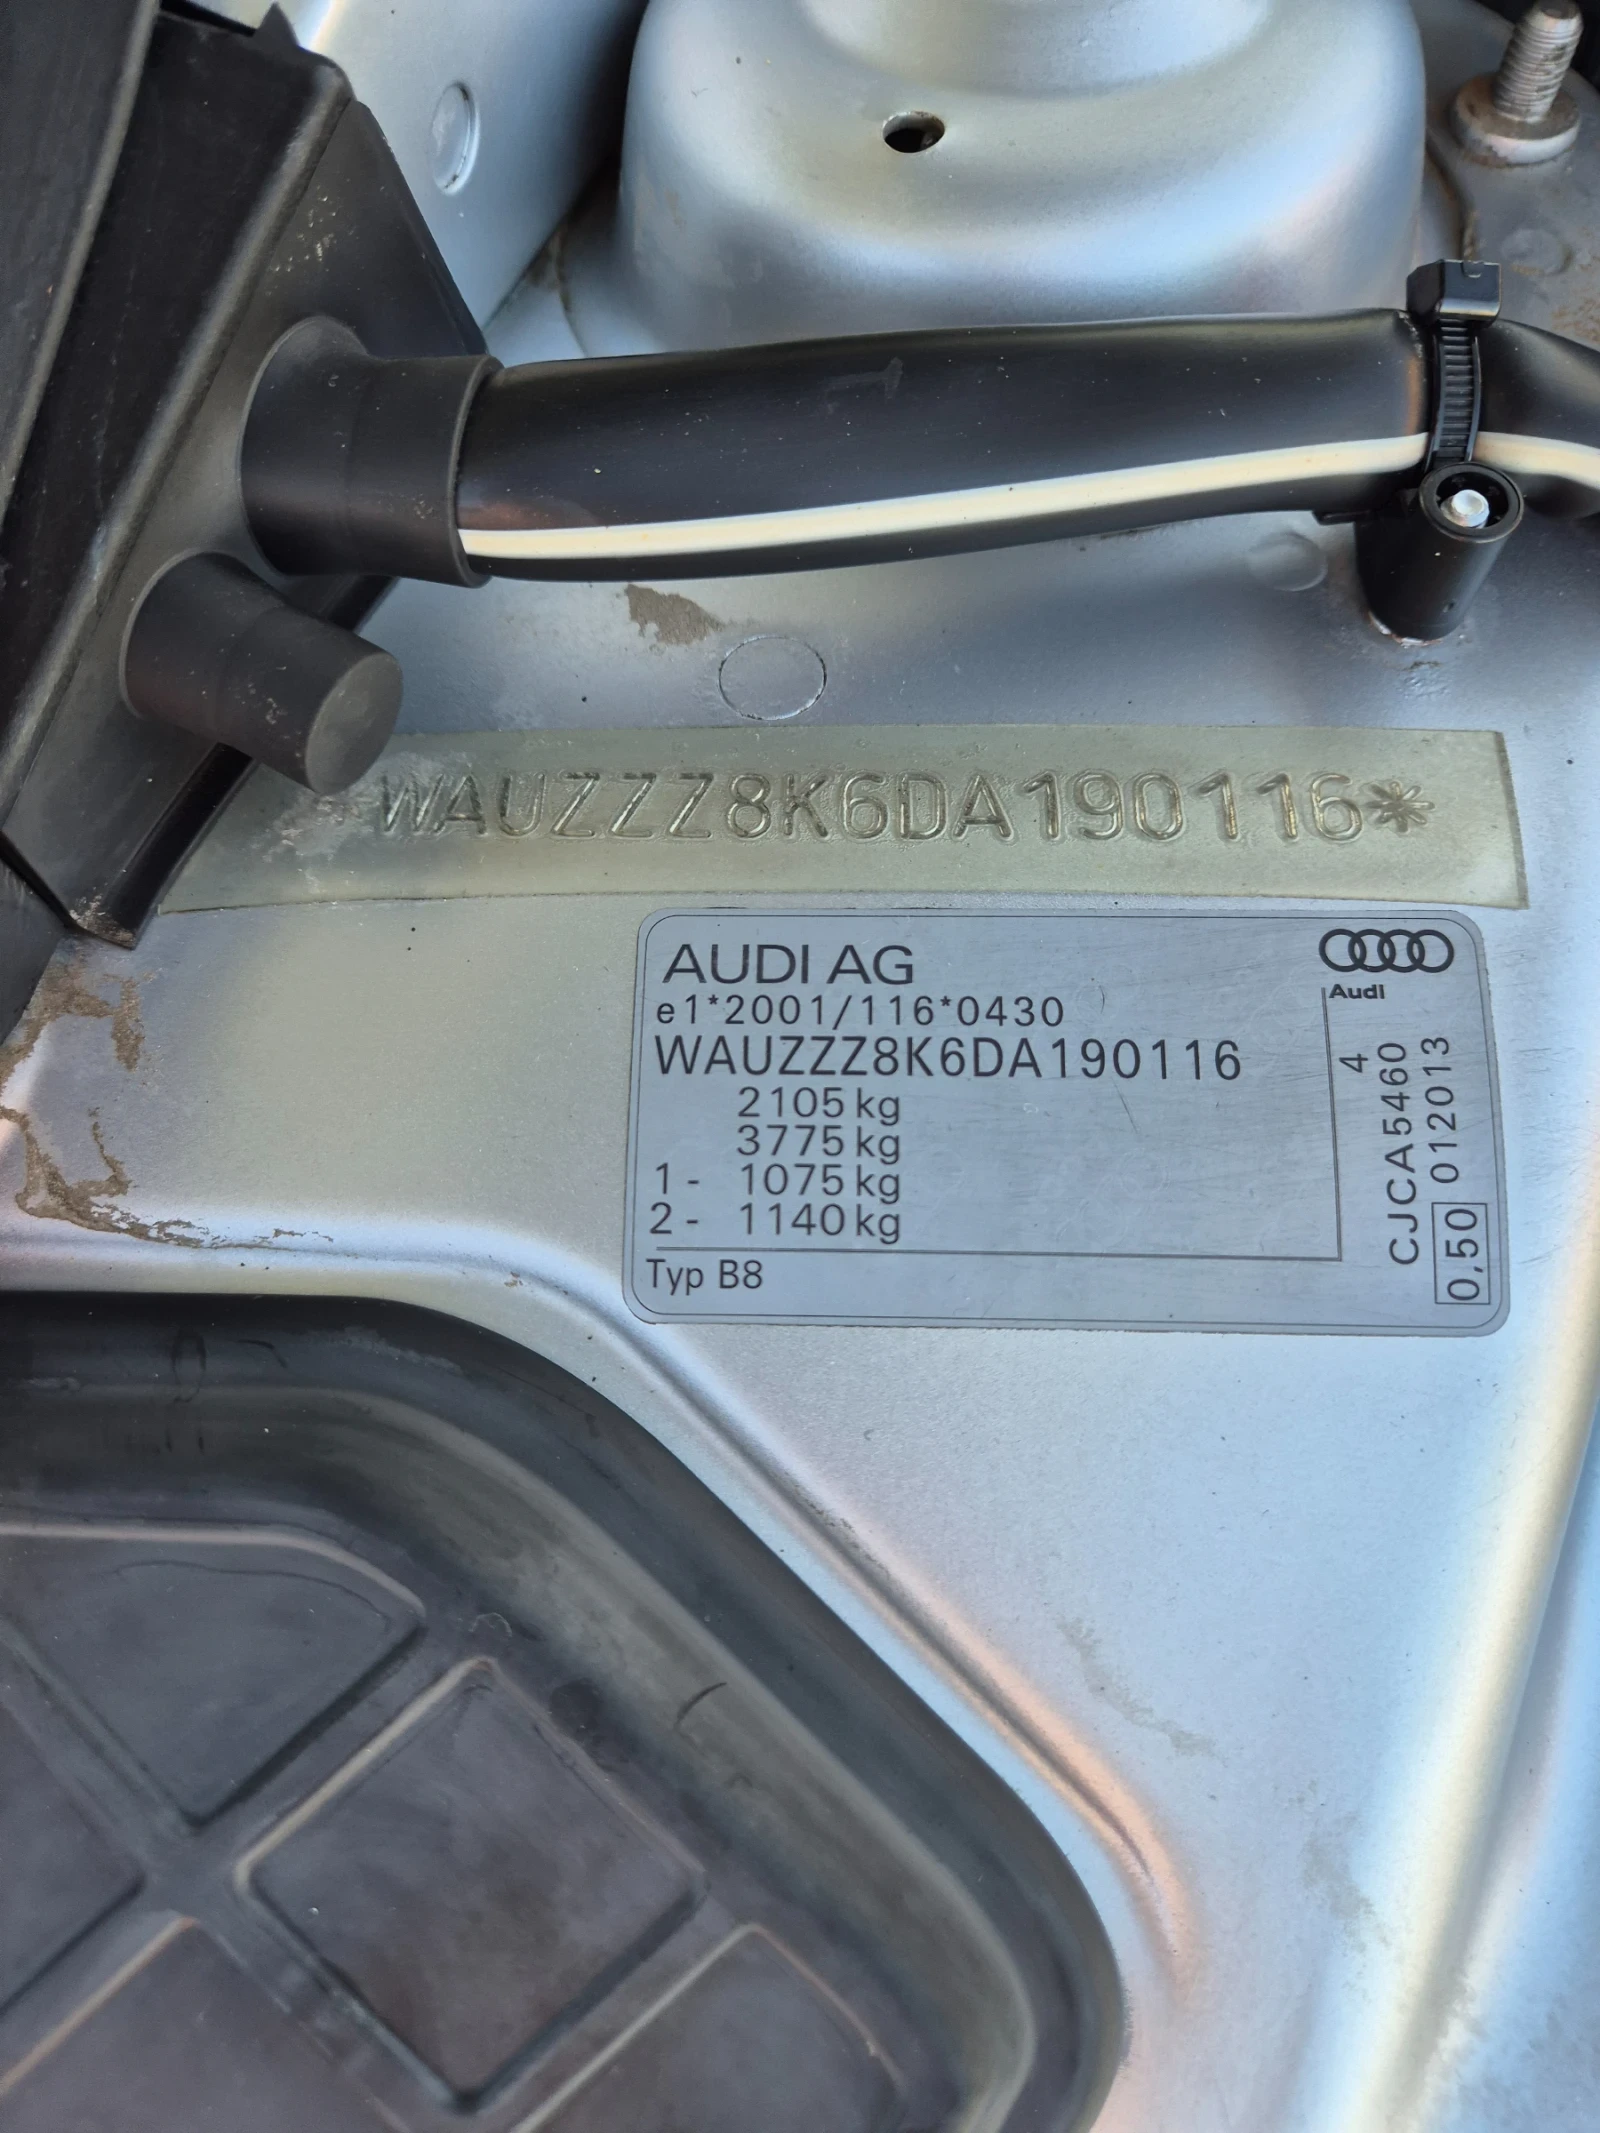 WAUZZZ8K6DA190116*
AUDI AG
Audi
e1*2001/116*0430
WAUZZZ8K6DA190116
2105 kg
3775 kg
1 - 1075 kg
2 - 1140 kg
Typ B8
4
CJCA5460
0,50 012013